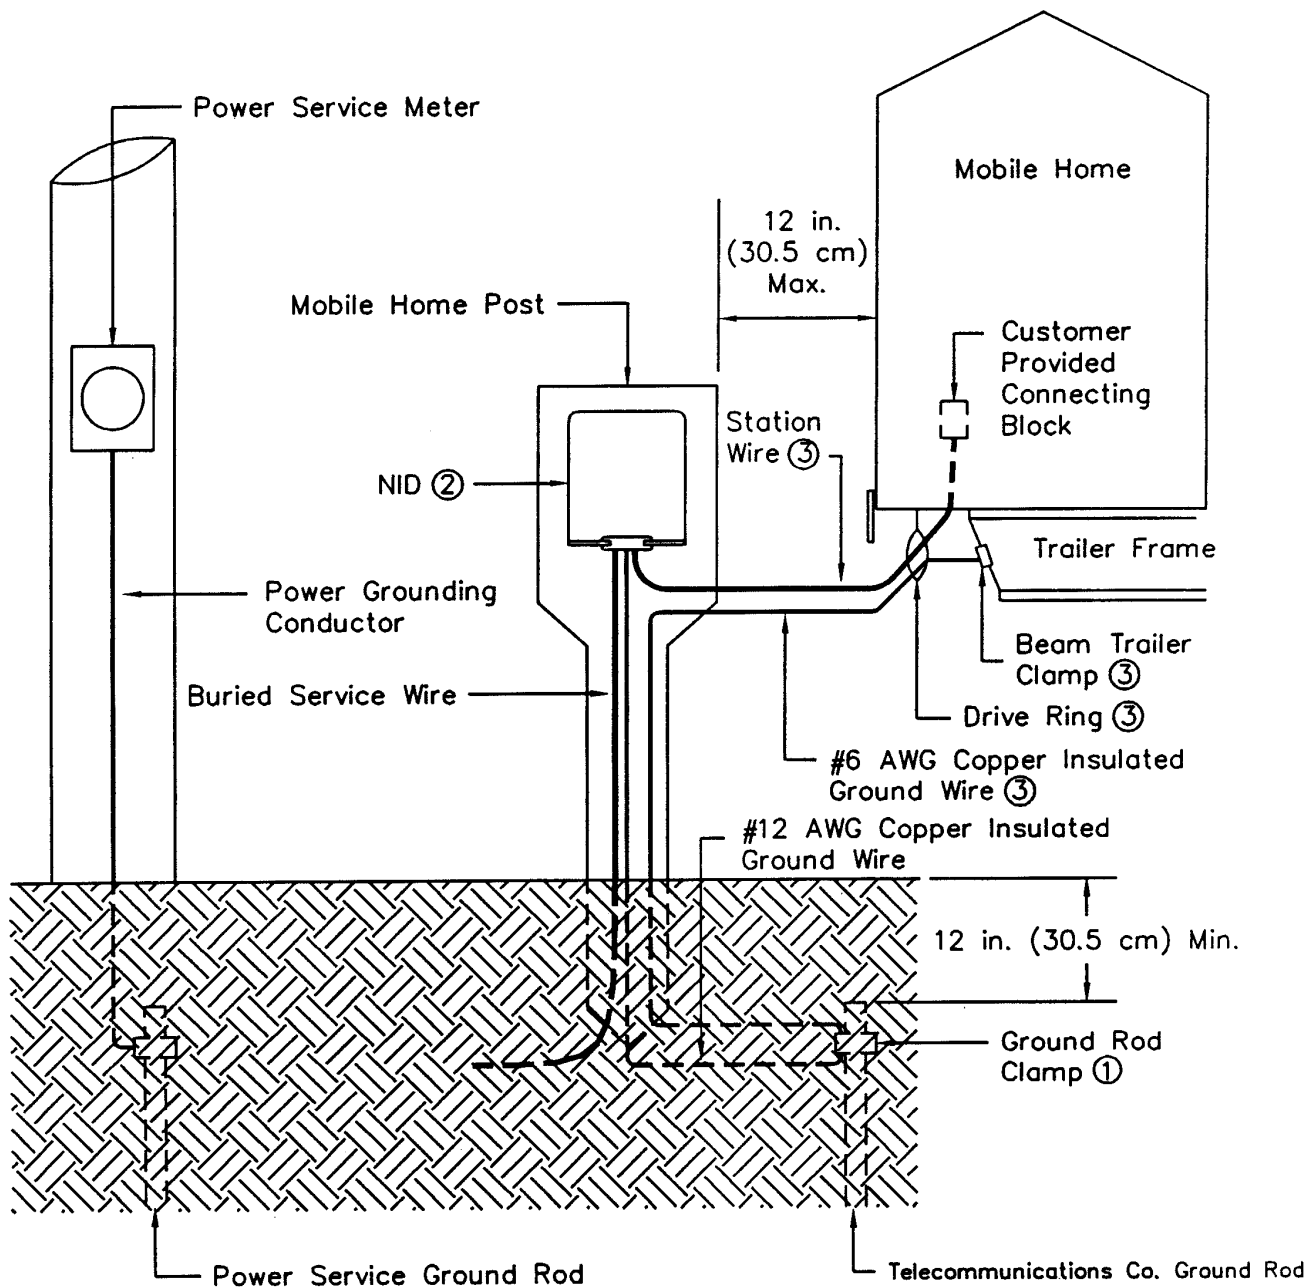 Power Service Meter
Mobile Home
12 in.
(30.5 cm)
Max.
Mobile Home Post
Customer
Provided
Connecting
Block
Station
Wire ③
NID ②
Trailer Frame
Power Grounding
Conductor
Beam Trailer
Clamp ③
Buried Service Wire
Drive Ring ③
#6 AWG Copper Insulated
Ground Wire ③
#12 AWG Copper Insulated
Ground Wire
12 in. (30.5 cm) Min.
Ground Rod
Clamp ①
Power Service Ground Rod
Telecommunications Co. Ground Rod